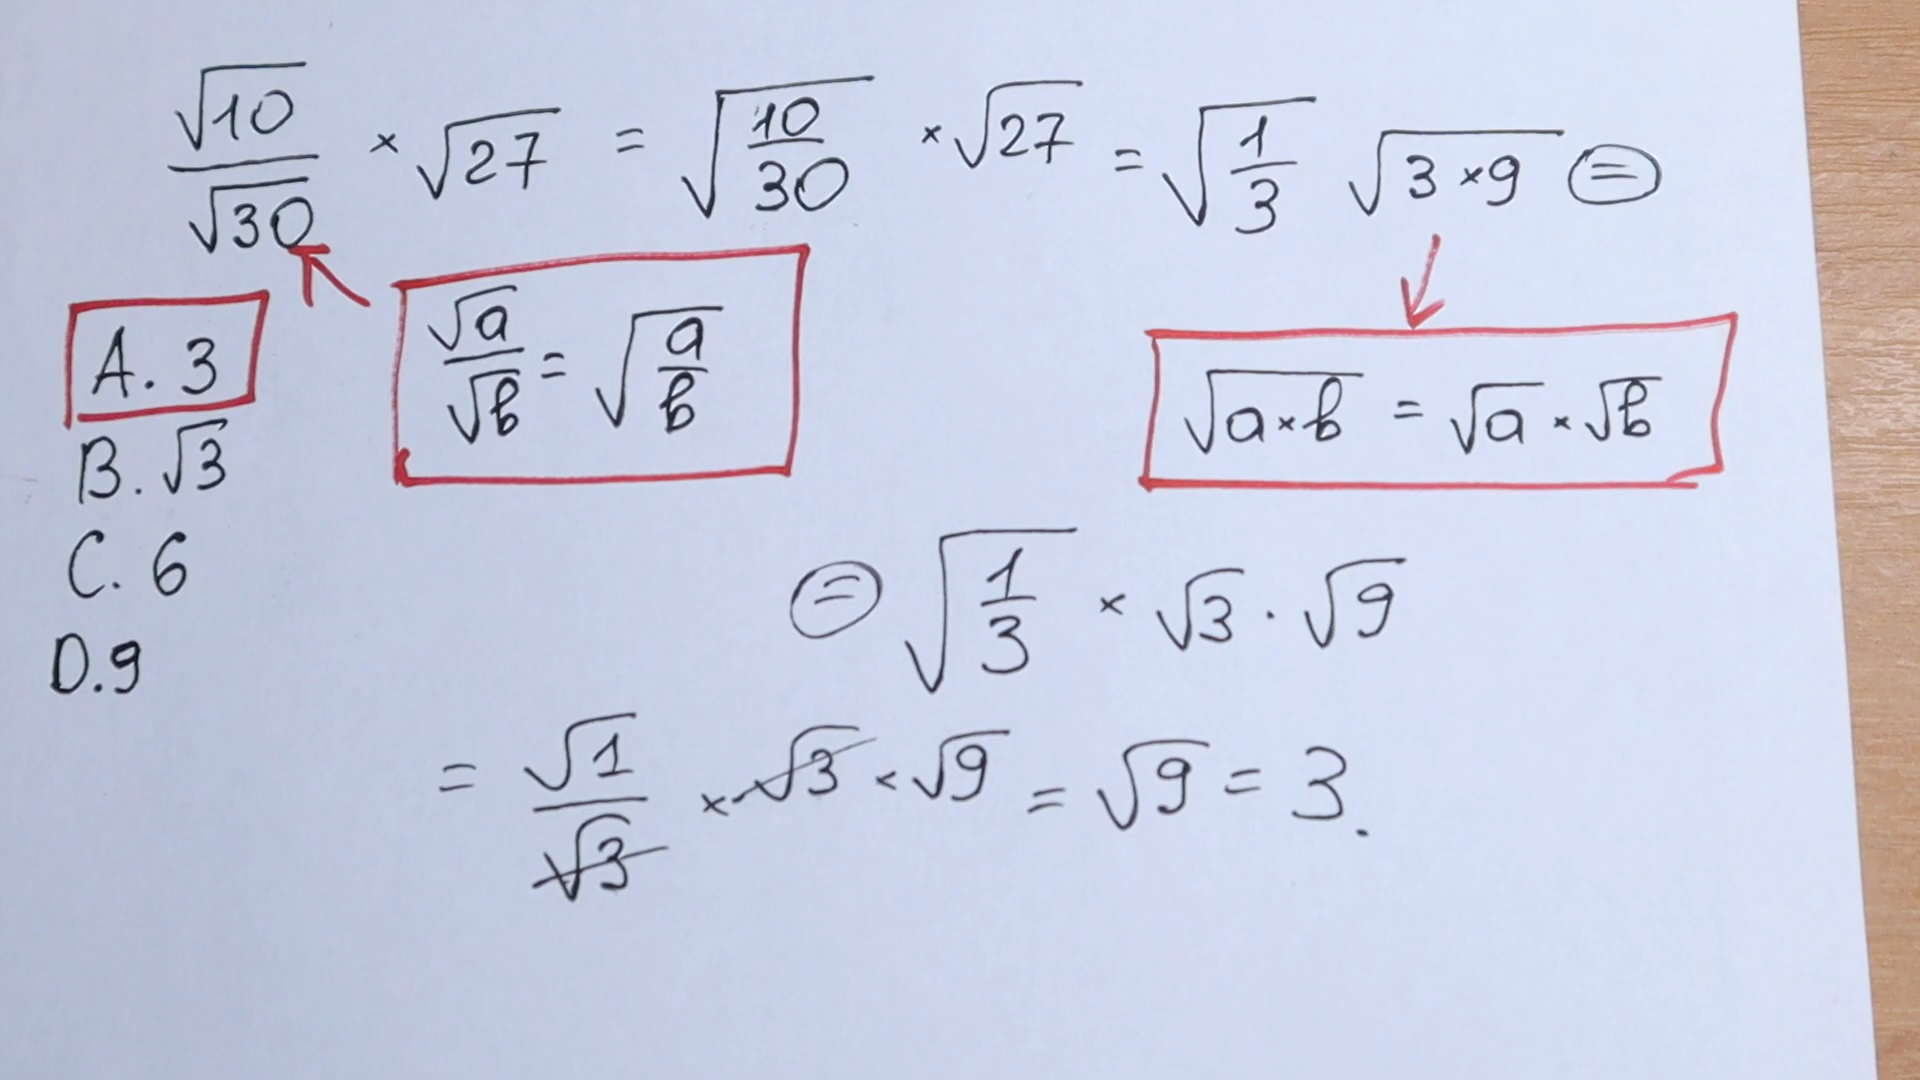 √10/√30 × √27 = √(10/30) × √27 = √(1/3) √(3×9) =
√a/√b = √(a/b)
√(a×b) = √a × √b
A. 3
B. √3
C. 6
D. 9
= √(1/3) × √3 · √9
= √1/√3 × √3 × √9 = √9 = 3.